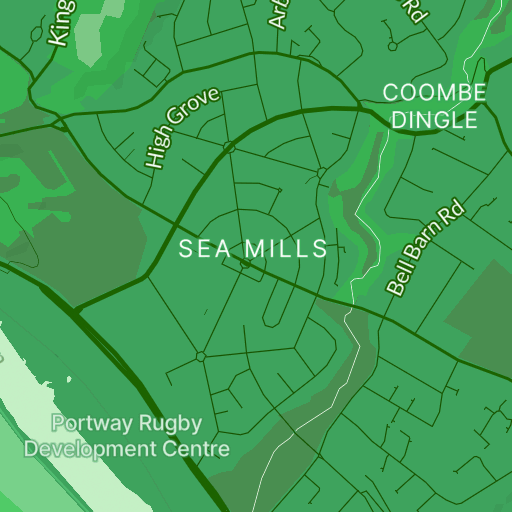 King
Arb
Rd
High Grove
COOMBE
DINGLE
Bell Barn Rd
SEA MILLS
Portway Rugby
Development Centre